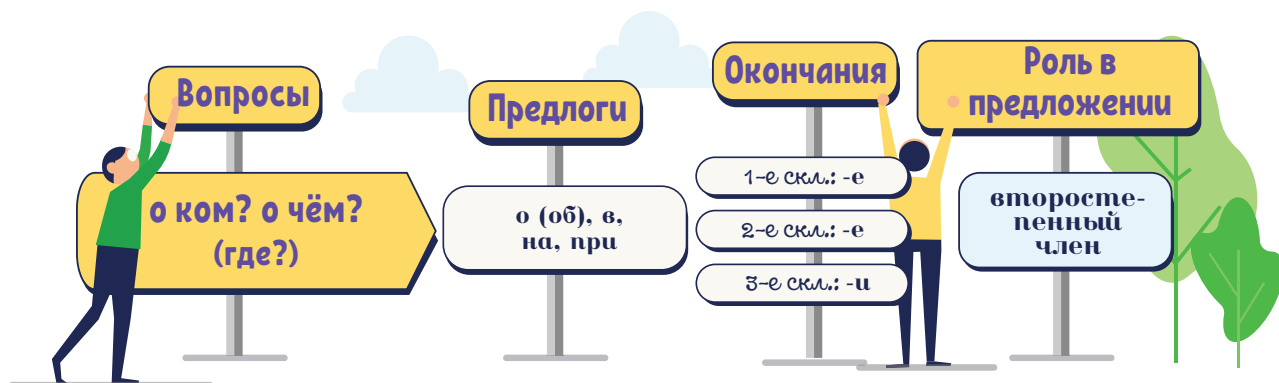 Вопросы
о ком? о чём?
(где?)
Предлоги
о (об), в,
на, при
Окончания
1-е скл.: -е
2-е скл.: -е
3-е скл.: -и
Роль в
предложении
второсте-
пенный
член